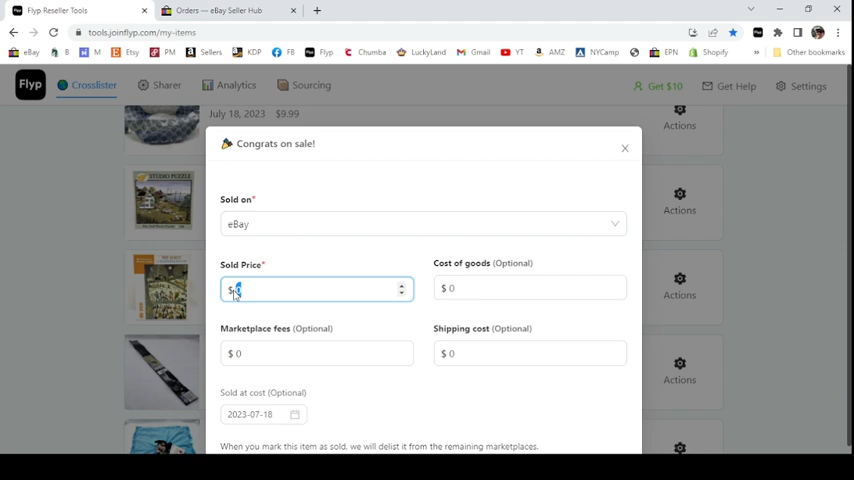 Flyp Reseller Tools
Orders — eBay Seller Hub
tools.joinflyp.com/my-items
eBay B M Etsy PM Sellers KDP FB Flyp Chumba LuckyLand Gmail YT AMZ NYCamp EPN Shopify » Other bookmarks
Flyp Crosslister Sharer Analytics Sourcing Get $10 Get Help Settings
July 18, 2023 $9.99
Actions
Congrats on sale!
STUDIO PUZZLE
Sold on*
Actions
eBay
Sold Price* Cost of goods (Optional)
$ 0 $ 0
Actions
Marketplace fees (Optional) Shipping cost (Optional)
$ 0 $ 0
Actions
Sold at cost (Optional)
2023-07-18
When you mark this item as sold, we will delist it from the remaining marketplaces.
Actions